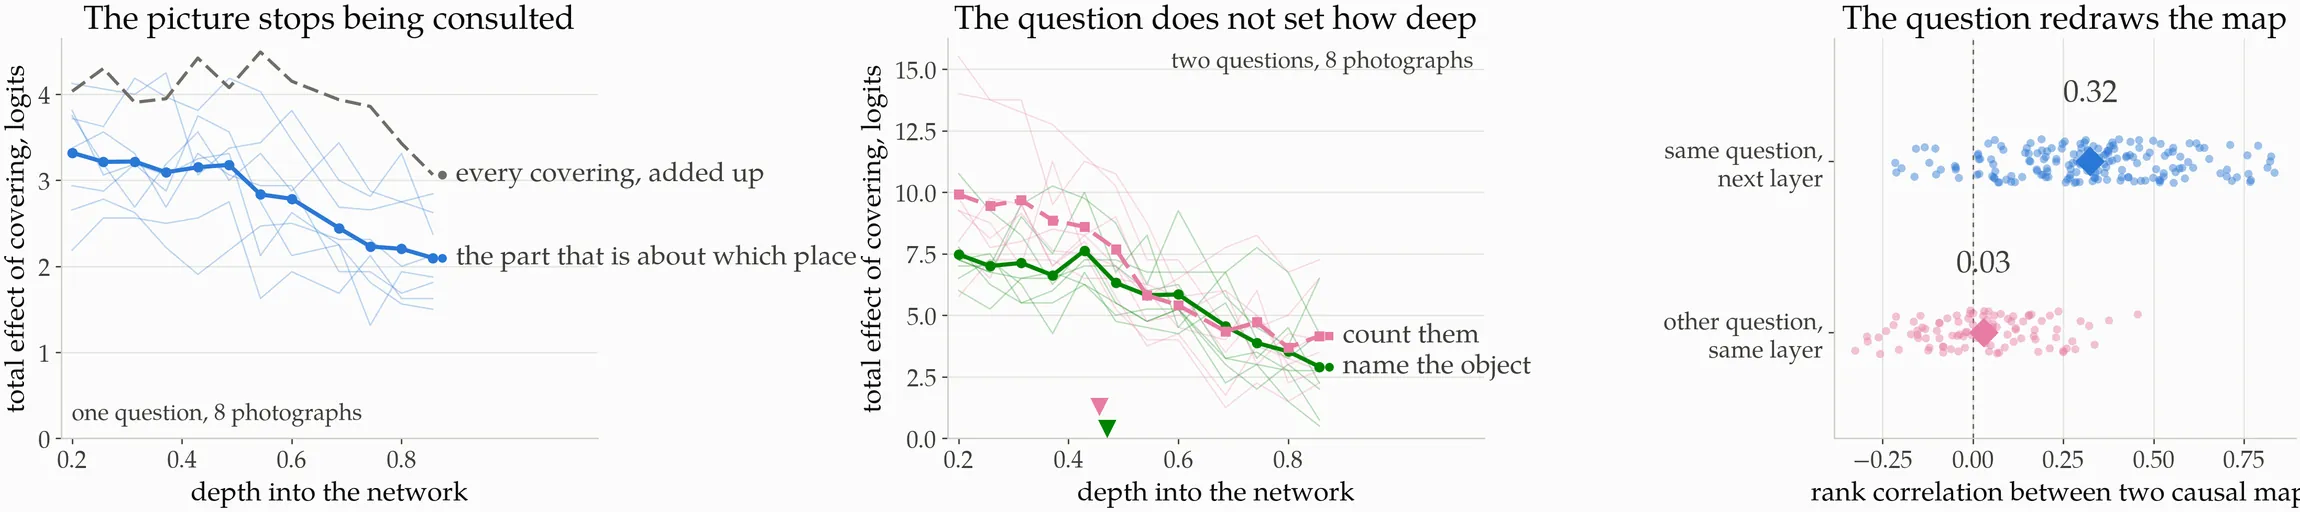 The picture stops being consulted
total effect of covering, logits
4
3
2
1
0
every covering, added up
the part that is about which place
one question, 8 photographs
0.2 0.4 0.6 0.8
depth into the network
The question does not set how deep
two questions, 8 photographs
total effect of covering, logits
15.0
12.5
10.0
7.5
5.0
2.5
0.0
count them
name the object
0.2 0.4 0.6 0.8
depth into the network
The question redraws the map
0.32
same question,
next layer
0.03
other question,
same layer
−0.25 0.00 0.25 0.50 0.75
rank correlation between two causal map